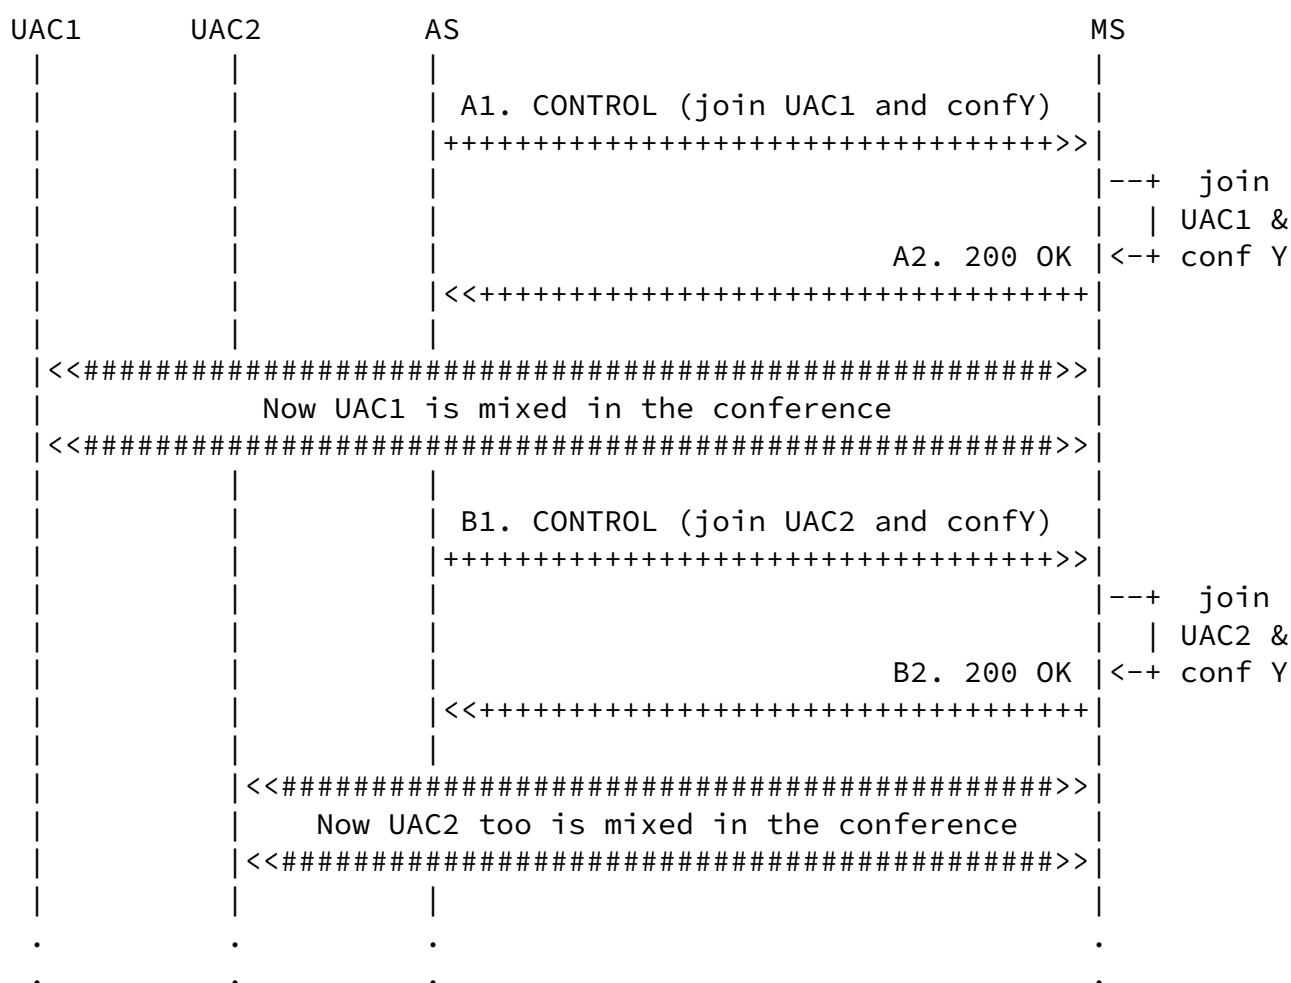 UAC1      UAC2         AS                                   MS
 |          |          |                                    |
 |          |          | A1. CONTROL (join UAC1 and confY)  |
 |          |          |++++++++++++++++++++++++++++++++++>>|
 |          |          |                                    |--+  join
 |          |          |                                    |  | UAC1 &
 |          |          |                         A2. 200 OK |<-+ conf Y
 |          |          |<<++++++++++++++++++++++++++++++++++|
 |          |          |                                    |
 |<<######################################################>>|
 |            Now UAC1 is mixed in the conference           |
 |<<######################################################>>|
 |          |          |                                    |
 |          |          | B1. CONTROL (join UAC2 and confY)  |
 |          |          |++++++++++++++++++++++++++++++++++>>|
 |          |          |                                    |--+  join
 |          |          |                                    |  | UAC2 &
 |          |          |                         B2. 200 OK |<-+ conf Y
 |          |          |<<++++++++++++++++++++++++++++++++++|
 |          |          |                                    |
 |          |<<###########################################>>|
 |          |    Now UAC2 too is mixed in the conference    |
 |          |<<###########################################>>|
 |          |          |                                    |
 .          .          .                                    .
 .          .          .                                    .